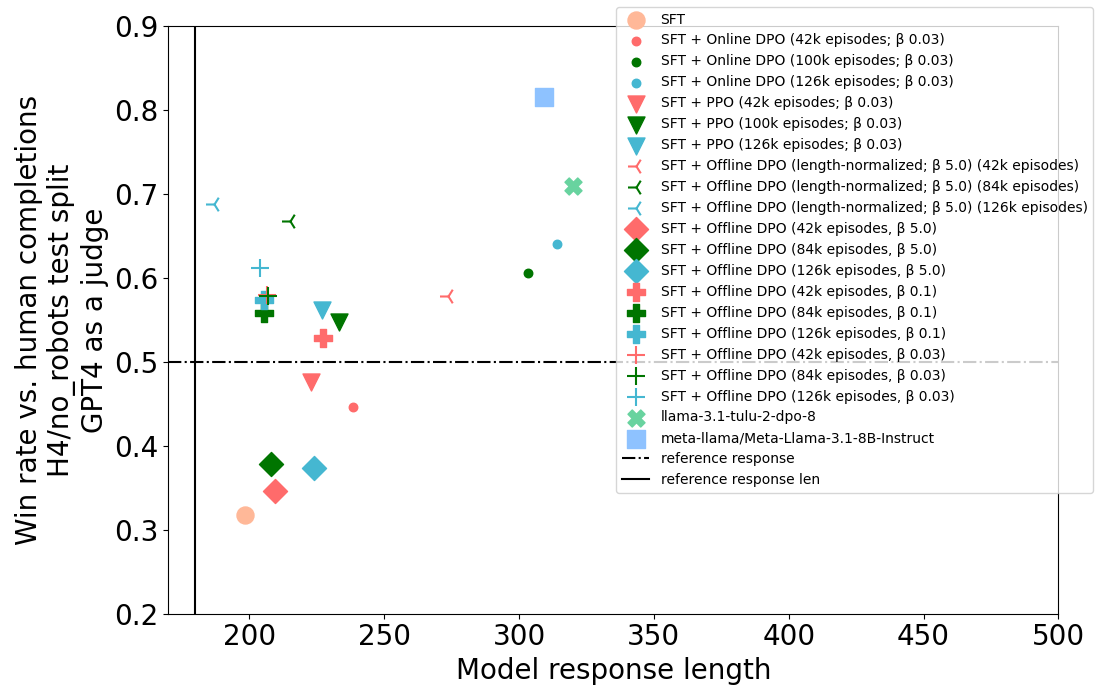 Win rate vs. human completions
H4/no_robots test split
GPT4 as a judge
0.9
0.8
0.7
0.6
0.5
0.4
0.3
0.2
200
250
300
350
400
450
500
Model response length
SFT
SFT + Online DPO (42k episodes; β 0.03)
SFT + Online DPO (100k episodes; β 0.03)
SFT + Online DPO (126k episodes; β 0.03)
SFT + PPO (42k episodes; β 0.03)
SFT + PPO (100k episodes; β 0.03)
SFT + PPO (126k episodes; β 0.03)
SFT + Offline DPO (length-normalized; β 5.0) (42k episodes)
SFT + Offline DPO (length-normalized; β 5.0) (84k episodes)
SFT + Offline DPO (length-normalized; β 5.0) (126k episodes)
SFT + Offline DPO (42k episodes, β 5.0)
SFT + Offline DPO (84k episodes, β 5.0)
SFT + Offline DPO (126k episodes, β 5.0)
SFT + Offline DPO (42k episodes, β 0.1)
SFT + Offline DPO (84k episodes, β 0.1)
SFT + Offline DPO (126k episodes, β 0.1)
SFT + Offline DPO (42k episodes, β 0.03)
SFT + Offline DPO (84k episodes, β 0.03)
SFT + Offline DPO (126k episodes, β 0.03)
llama-3.1-tulu-2-dpo-8
meta-llama/Meta-Llama-3.1-8B-Instruct
reference response
reference response len